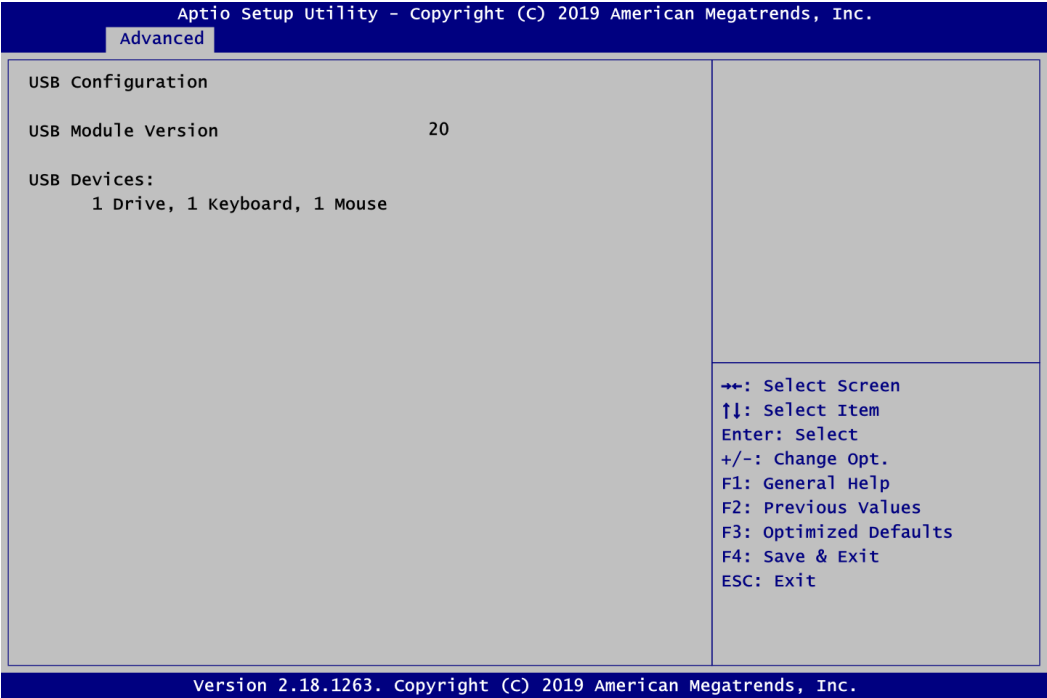 Aptio Setup Utility - Copyright (C) 2019 American Megatrends, Inc.
Advanced
USB Configuration
USB Module Version 20
USB Devices:
1 Drive, 1 Keyboard, 1 Mouse
→←: Select Screen
↑↓: Select Item
Enter: Select
+/-: Change Opt.
F1: General Help
F2: Previous Values
F3: Optimized Defaults
F4: Save & Exit
ESC: Exit
Version 2.18.1263. Copyright (C) 2019 American Megatrends, Inc.